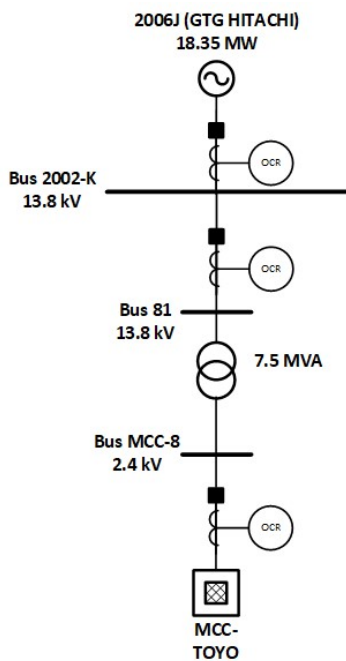 2006J (GTG HITACHI)
18.35 MW
OCR
Bus 2002-K
13.8 kV
OCR
Bus 81
13.8 kV
7.5 MVA
Bus MCC-8
2.4 kV
OCR
MCC-
TOYO